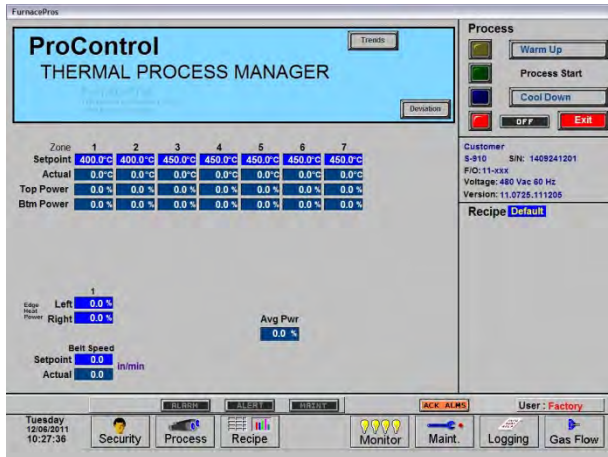 FurnacePros
ProControl
THERMAL PROCESS MANAGER
Trends
Deviation
Process
Warm Up
Process Start
Cool Down
OFF Exit
Customer
S-910 S/N: 1409241201
F/O: 11-xxx
Voltage: 480 Vac 60 Hz
Version: 11.0725.111205
Recipe Default
Zone 1 2 3 4 5 6 7
Setpoint 400.0°C 400.0°C 450.0°C 450.0°C 450.0°C 450.0°C 450.0°C
Actual 0.0°C 0.0°C 0.0°C 0.0°C 0.0°C 0.0°C 0.0°C
Top Power 0.0 % 0.0 % 0.0 % 0.0 % 0.0 % 0.0 % 0.0 %
Btm Power 0.0 % 0.0 % 0.0 % 0.0 % 0.0 % 0.0 % 0.0 %
1
Edge Heat Power
Left 0.0 %
Right 0.0 %
Avg Pwr
0.0 %
Belt Speed
Setpoint 0.0
in/min
Actual 0.0
ALARM ALERT MAINT ACK ALMS User : Factory
Tuesday
12/06/2011
10:27:36
Security Process Recipe Monitor Maint. Logging Gas Flow